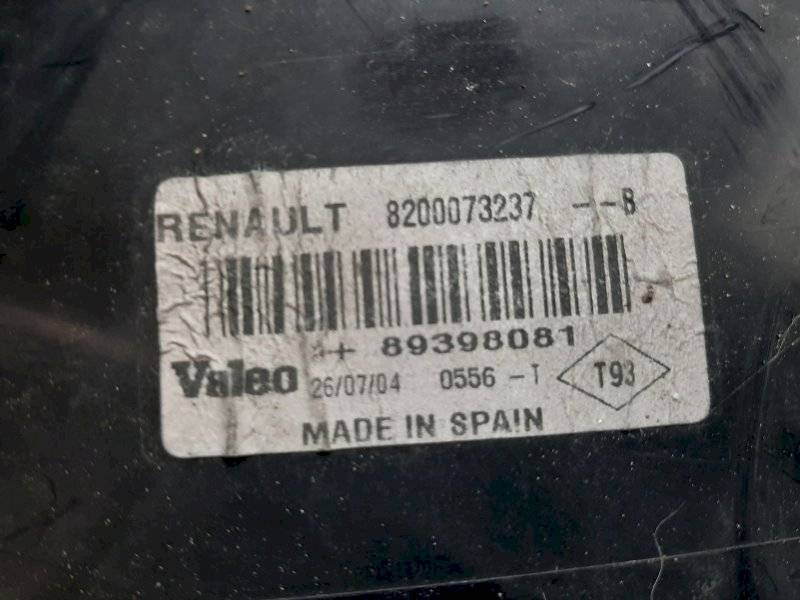 RENAULT 8200073237 --B
++ 89398081
Valeo 26/07/04 0556 -T T93
MADE IN SPAIN